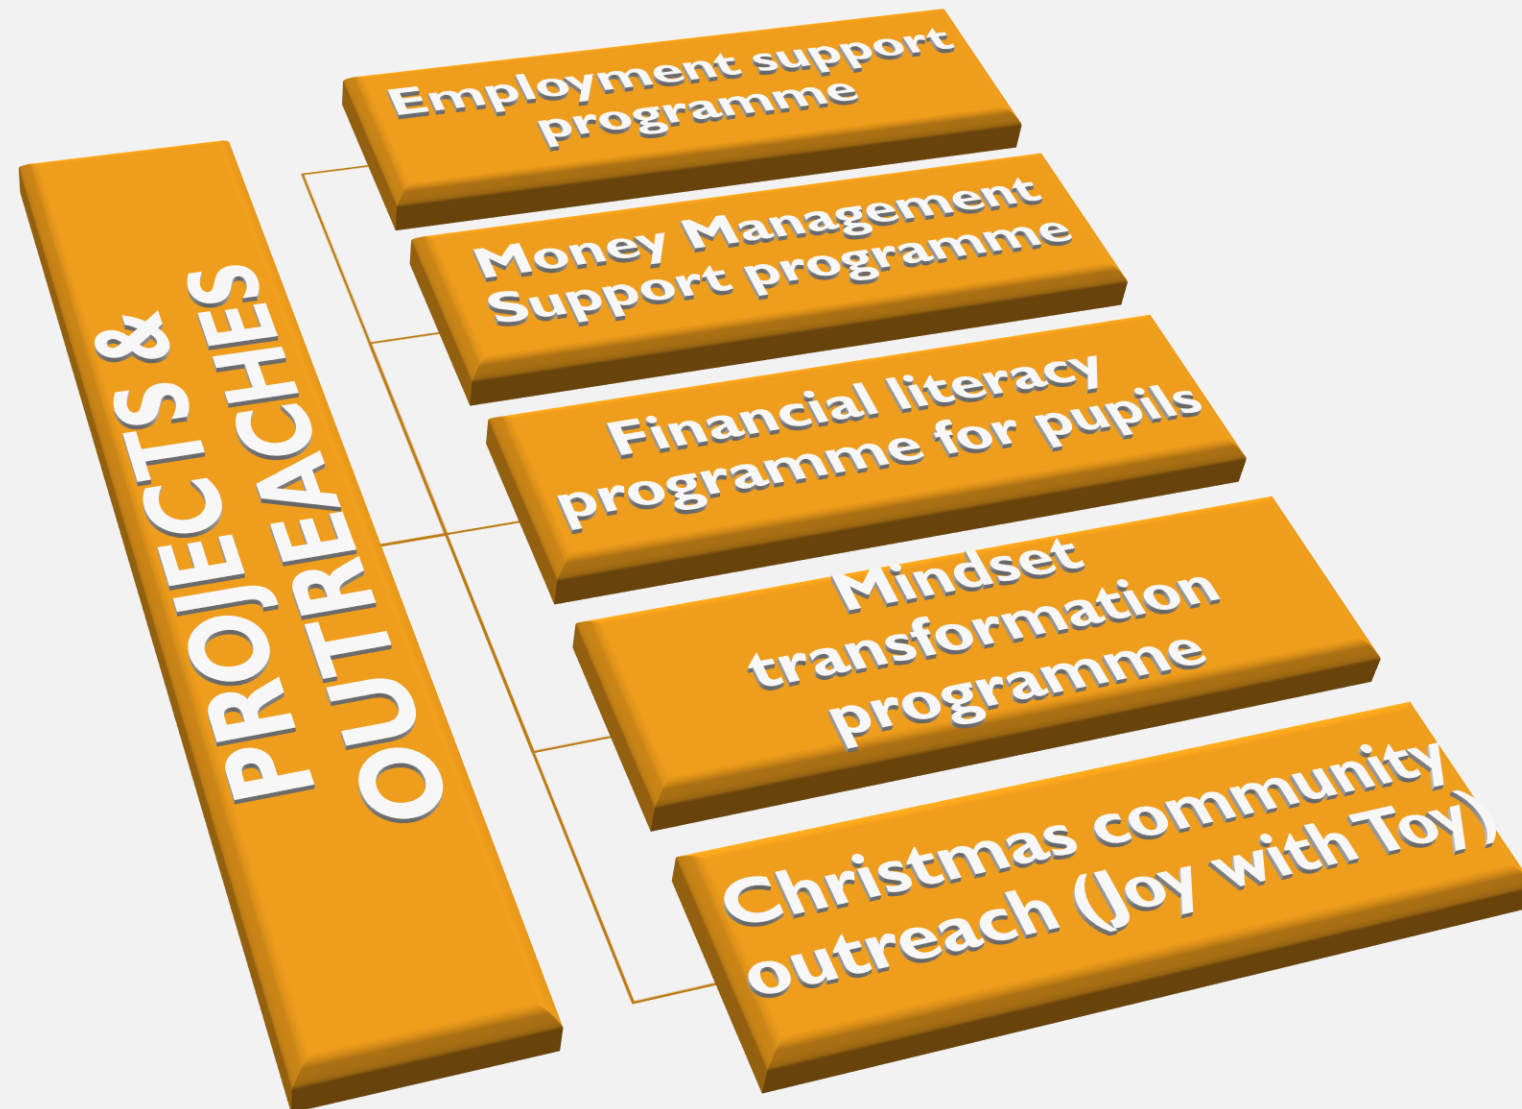 PROJECTS &
OUTREACHES
Employment support
programme
Money Management
Support programme
Financial literacy
programme for pupils
Mindset
transformation
programme
Christmas community
outreach (Joy with Toy)